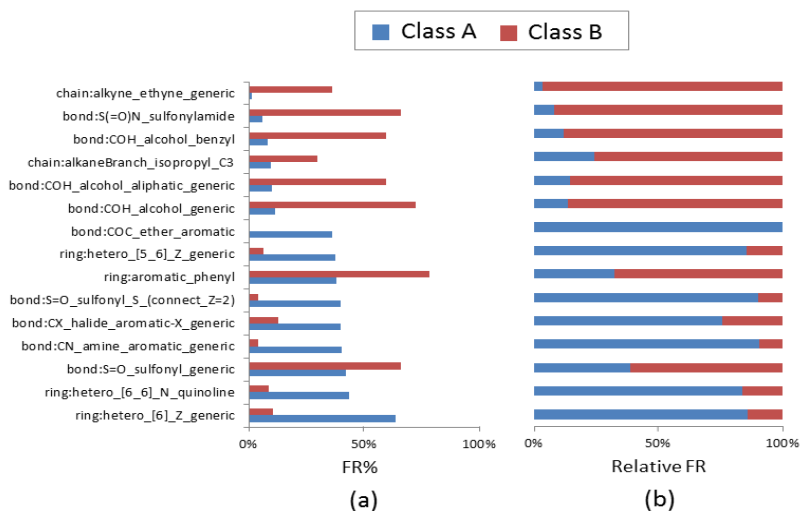 Class A Class B
chain:alkyne_ethyne_generic
bond:S(=O)N_sulfonylamide
bond:COH_alcohol_benzyl
chain:alkaneBranch_isopropyl_C3
bond:COH_alcohol_aliphatic_generic
bond:COH_alcohol_generic
bond:COC_ether_aromatic
ring:hetero_[5_6]_Z_generic
ring:aromatic_phenyl
bond:S=O_sulfonyl_S_(connect_Z=2)
bond:CX_halide_aromatic-X_generic
bond:CN_amine_aromatic_generic
bond:S=O_sulfonyl_generic
ring:hetero_[6_6]_N_quinoline
ring:hetero_[6]_Z_generic
0% 50% 100%
FR%
(a)
0% 50% 100%
Relative FR
(b)